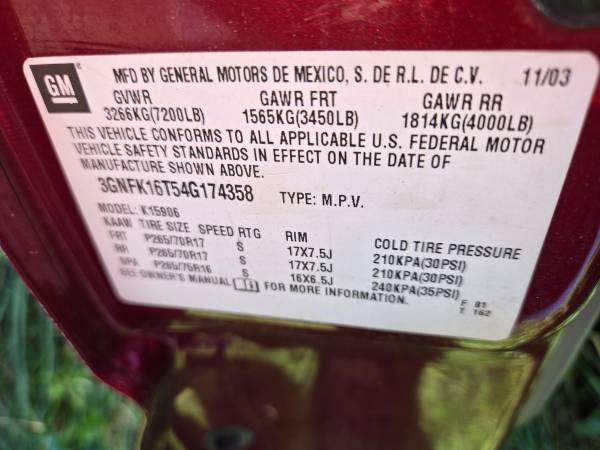 GM MFD BY GENERAL MOTORS DE MEXICO, S. DE R.L. DE C.V. 11/03
GVWR GAWR FRT GAWR RR
3266KG(7200LB) 1565KG(3450LB) 1814KG(4000LB)
THIS VEHICLE CONFORMS TO ALL APPLICABLE U.S. FEDERAL MOTOR
VEHICLE SAFETY STANDARDS IN EFFECT ON THE DATE OF
MANUFACTURE SHOWN ABOVE.
3GNFK16T54G174358 TYPE: M.P.V.
MODEL: K15906
KAAW TIRE SIZE SPEED RTG RIM COLD TIRE PRESSURE
FRT P265/70R17 S 17X7.5J 210KPA(30PSI)
RR P265/70R17 S 17X7.5J 210KPA(30PSI)
SPA P265/75R16 S 16X6.5J 240KPA(35PSI)
SEE OWNER'S MANUAL FOR MORE INFORMATION. F 81
T 162